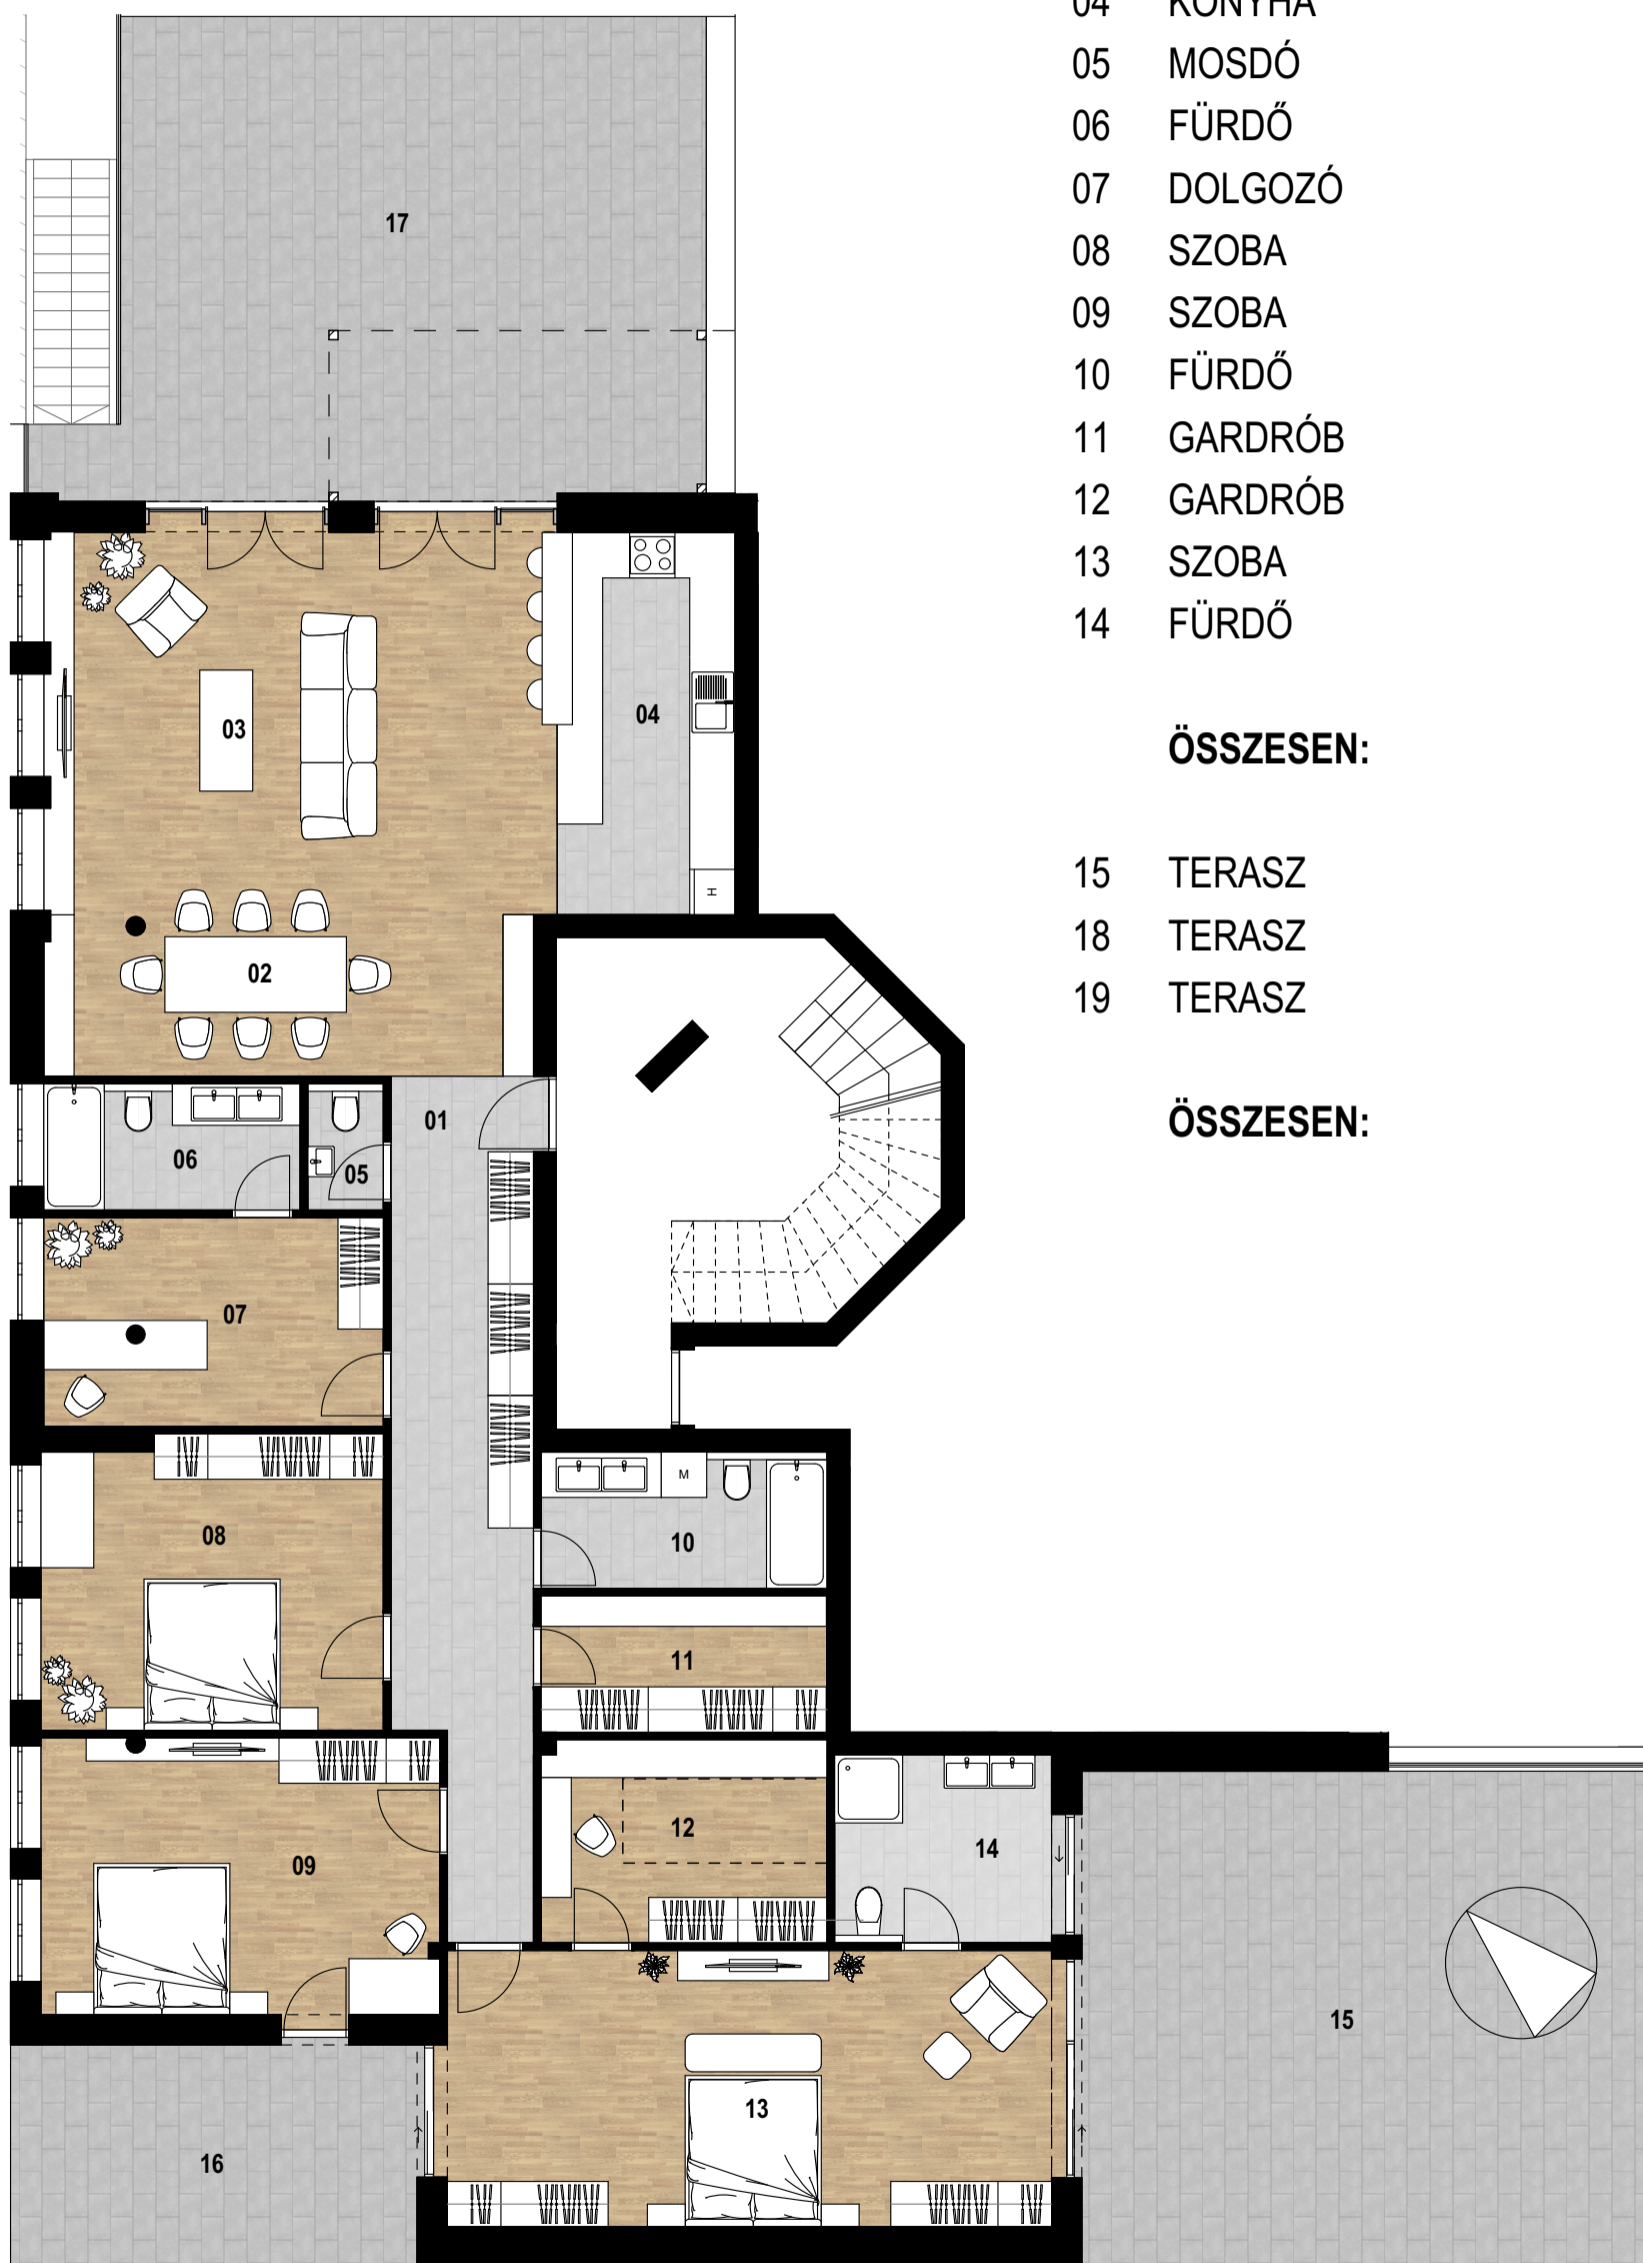 04 KONYHA
05 MOSDÓ
06 FÜRDŐ
07 DOLGOZÓ
08 SZOBA
09 SZOBA
10 FÜRDŐ
11 GARDRÓB
12 GARDRÓB
13 SZOBA
14 FÜRDŐ
ÖSSZESEN:
15 TERASZ
18 TERASZ
19 TERASZ
ÖSSZESEN:
17
03
04
H
02
01
06
05
07
08
M
10
11
12
09
14
15
13
16